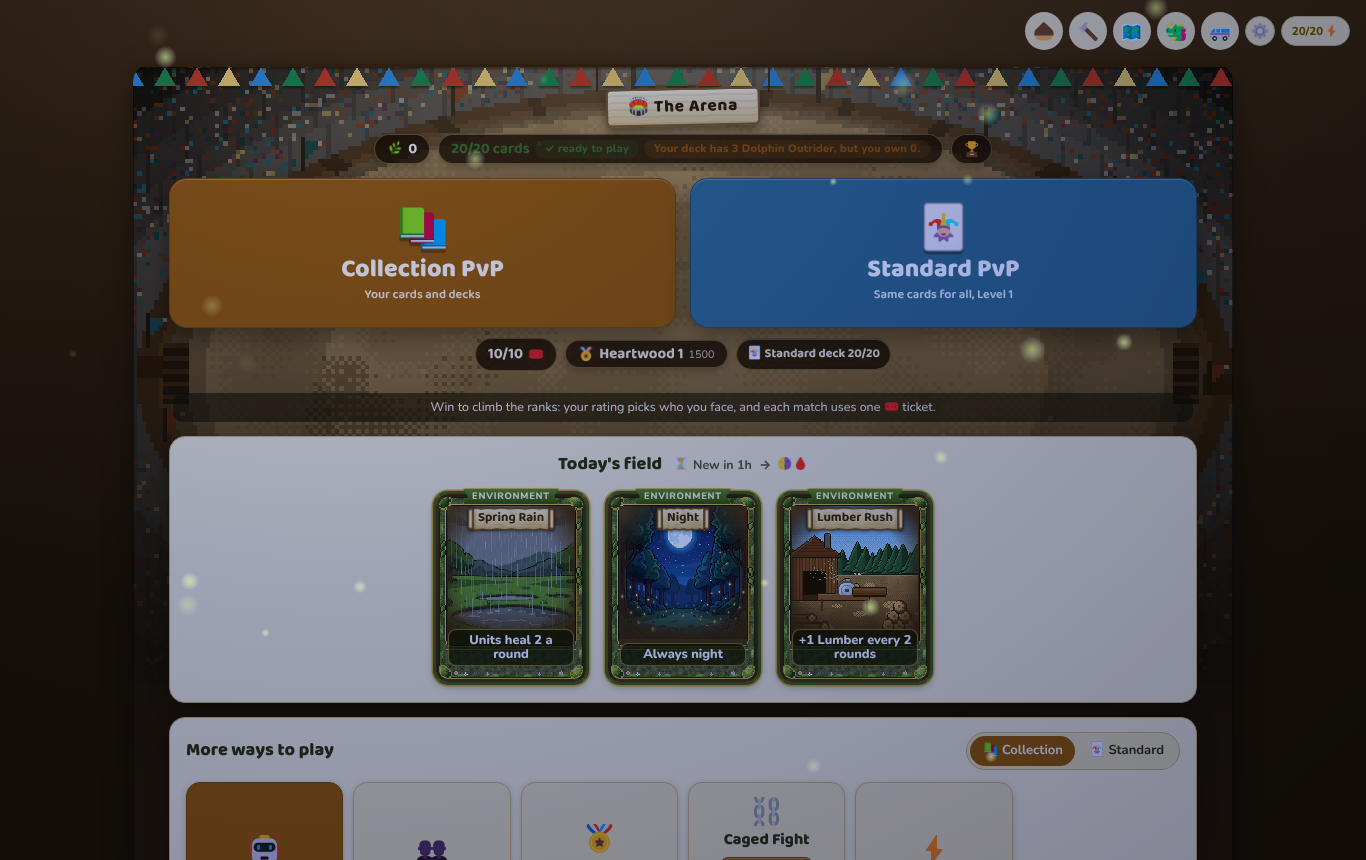 20/20
The Arena
0
20/20 cards
✓ ready to play
Your deck has 3 Dolphin Outrider, but you own 0.
Collection PvP
Your cards and decks
Standard PvP
Same cards for all, Level 1
10/10
Heartwood 1 1500
Standard deck 20/20
Win to climb the ranks: your rating picks who you face, and each match uses one ticket.
Today's field
New in 1h →
ENVIRONMENT
Spring Rain
Units heal 2 a
round
ENVIRONMENT
Night
Always night
ENVIRONMENT
Lumber Rush
+1 Lumber every 2
rounds
More ways to play
Collection
Standard
Caged Fight